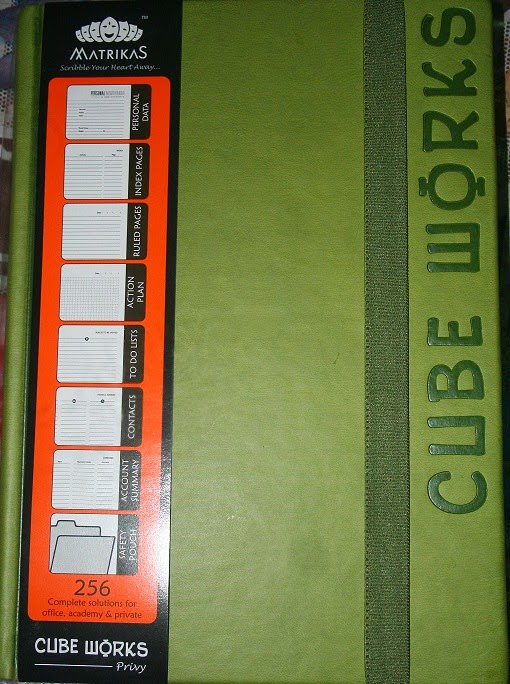 TM
MATRIKAS
Scribble Your Heart Away...
PERSONAL
DATA
INDEX PAGES
RULED PAGES
ACTION
PLAN
TO DO LISTS
CONTACTS
ACCOUNT
SUMMARY
SAFETY
POUCH
256
Complete solutions for
office, academy & private
CUBE WORKS
Privy
CUBE WORKS